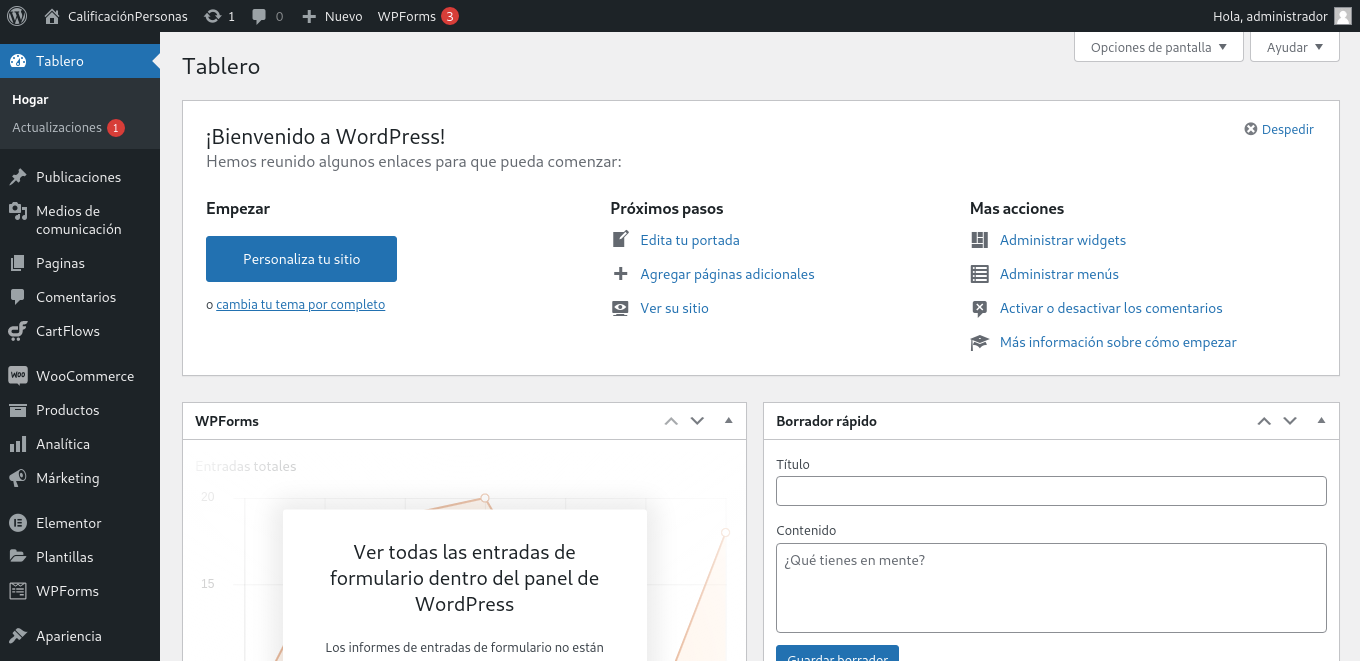 CalificaciónPersonas 1 0 Nuevo WPForms 3 Hola, administrador
Opciones de pantalla Ayudar
Tablero
Hogar
Actualizaciones 1
Publicaciones
Medios de
comunicación
Paginas
Comentarios
CartFlows
WooCommerce
Productos
Analítica
Márketing
Elementor
Plantillas
WPForms
Apariencia
Tablero
¡Bienvenido a WordPress!
Despedir
Hemos reunido algunos enlaces para que pueda comenzar:
Empezar
Personaliza tu sitio
o cambia tu tema por completo
Próximos pasos
Edita tu portada
Agregar páginas adicionales
Ver su sitio
Mas acciones
Administrar widgets
Administrar menús
Activar o desactivar los comentarios
Más información sobre cómo empezar
WPForms
Entradas totales
20
15
Ver todas las entradas de
formulario dentro del panel de
WordPress
Los informes de entradas de formulario no están
Borrador rápido
Título
Contenido
¿Qué tienes en mente?
Guardar borrador